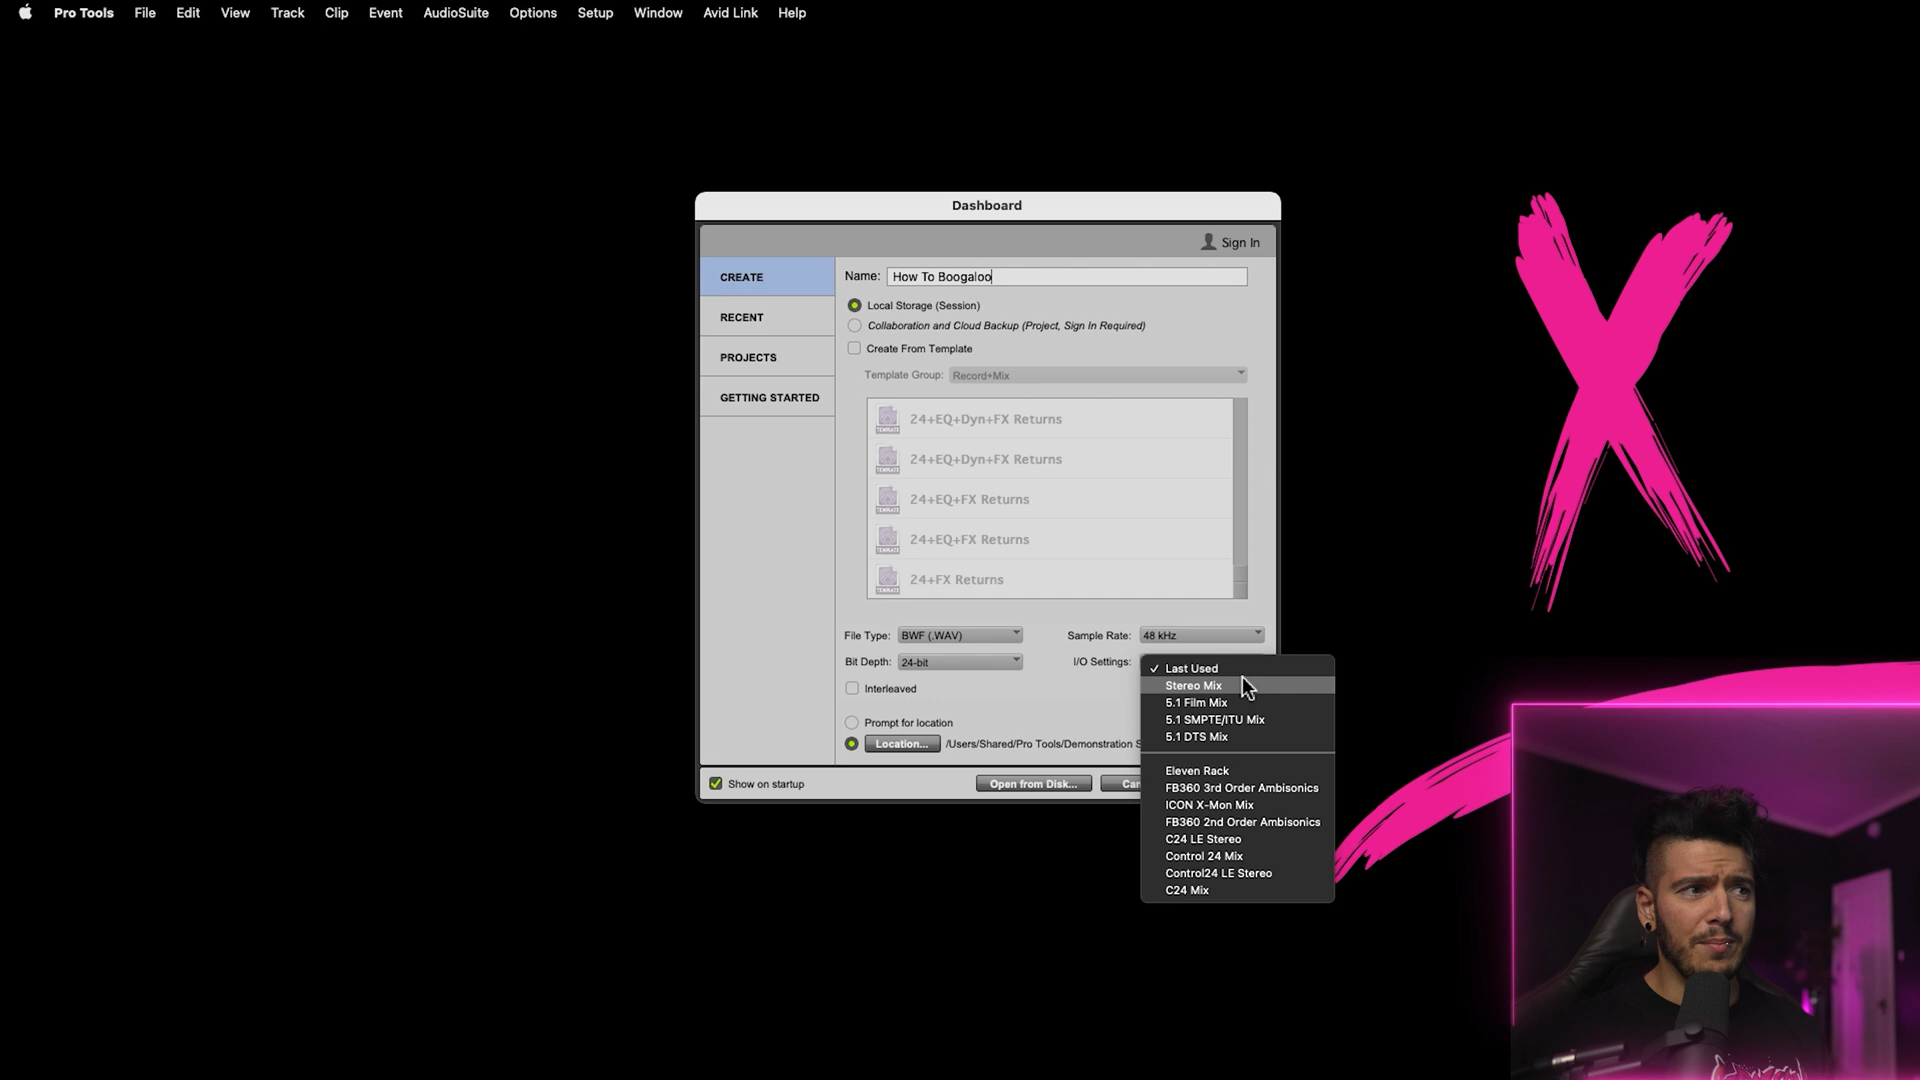 Pro Tools File Edit View Track Clip Event AudioSuite Options Setup Window Avid Link Help
Dashboard
Sign In
CREATE
RECENT
PROJECTS
GETTING STARTED
Name: How To Boogaloo
Local Storage (Session)
Collaboration and Cloud Backup (Project, Sign In Required)
Create From Template
Template Group: Record+Mix
24+EQ+Dyn+FX Returns
24+EQ+Dyn+FX Returns
24+EQ+FX Returns
24+EQ+FX Returns
24+FX Returns
File Type: BWF (.WAV) Sample Rate: 48 kHz
Bit Depth: 24-bit I/O Settings:
Interleaved
Prompt for location
Location... /Users/Shared/Pro Tools/Demonstration S
Show on startup Open from Disk... Can
✓ Last Used
Stereo Mix
5.1 Film Mix
5.1 SMPTE/ITU Mix
5.1 DTS Mix
Eleven Rack
FB360 3rd Order Ambisonics
ICON X-Mon Mix
FB360 2nd Order Ambisonics
C24 LE Stereo
Control 24 Mix
Control24 LE Stereo
C24 Mix